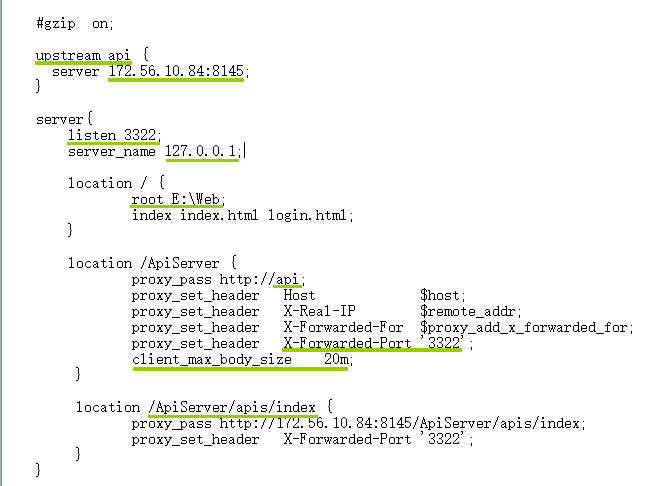 #gzip  on;
upstream api {
server 172.56.10.84:8145;
}
server{
listen 3322;
server_name 127.0.0.1;
location / {
root E:\Web;
index index.html login.html;
}
location /ApiServer {
proxy_pass http://api;
proxy_set_header   Host             $host;
proxy_set_header   X-Real-IP        $remote_addr;
proxy_set_header   X-Forwarded-For  $proxy_add_x_forwarded_for;
proxy_set_header   X-Forwarded-Port '3322';
client_max_body_size    20m;
}
location /ApiServer/apis/index {
proxy_pass http://172.56.10.84:8145/ApiServer/apis/index;
proxy_set_header   X-Forwarded-Port '3322';
}
}